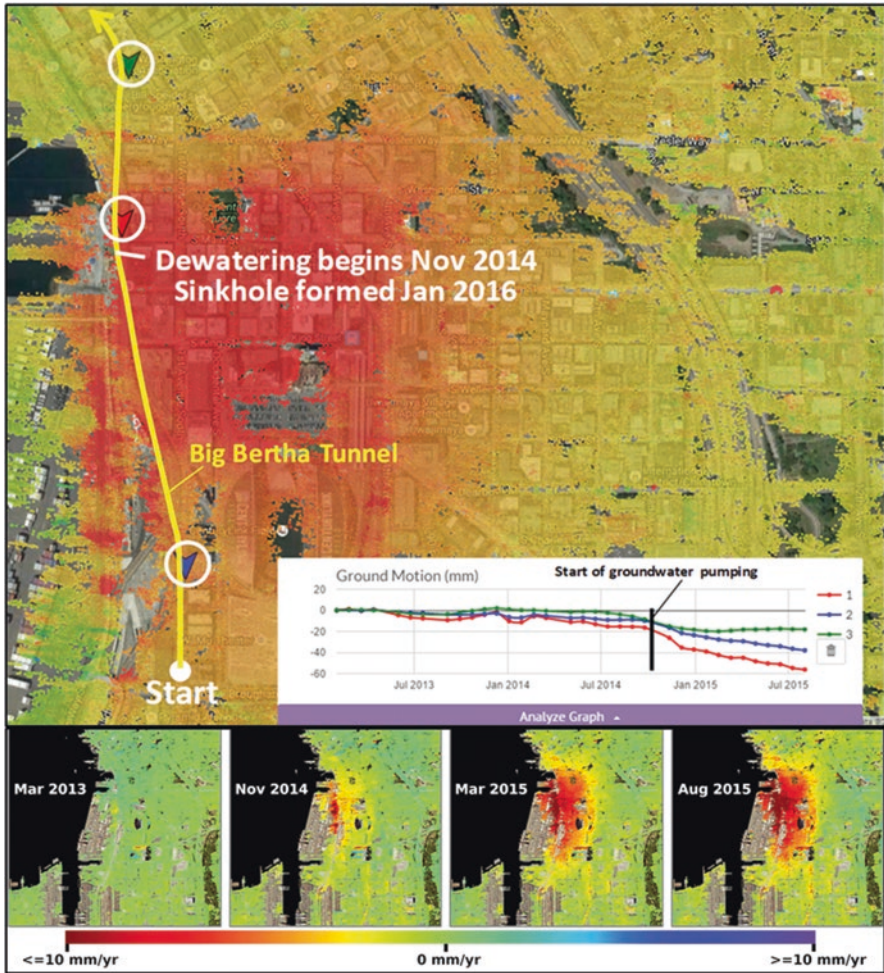 Dewatering begins Nov 2014
Sinkhole formed Jan 2016
Big Bertha Tunnel
Start
Ground Motion (mm)
Start of groundwater pumping
20
0
-20
-40
-60
Jul 2013
Jan 2014
Jul 2014
Jan 2015
Jul 2015
1
2
3
Analyze Graph
Mar 2013
Nov 2014
Mar 2015
Aug 2015
<=10 mm/yr
0 mm/yr
>=10 mm/yr